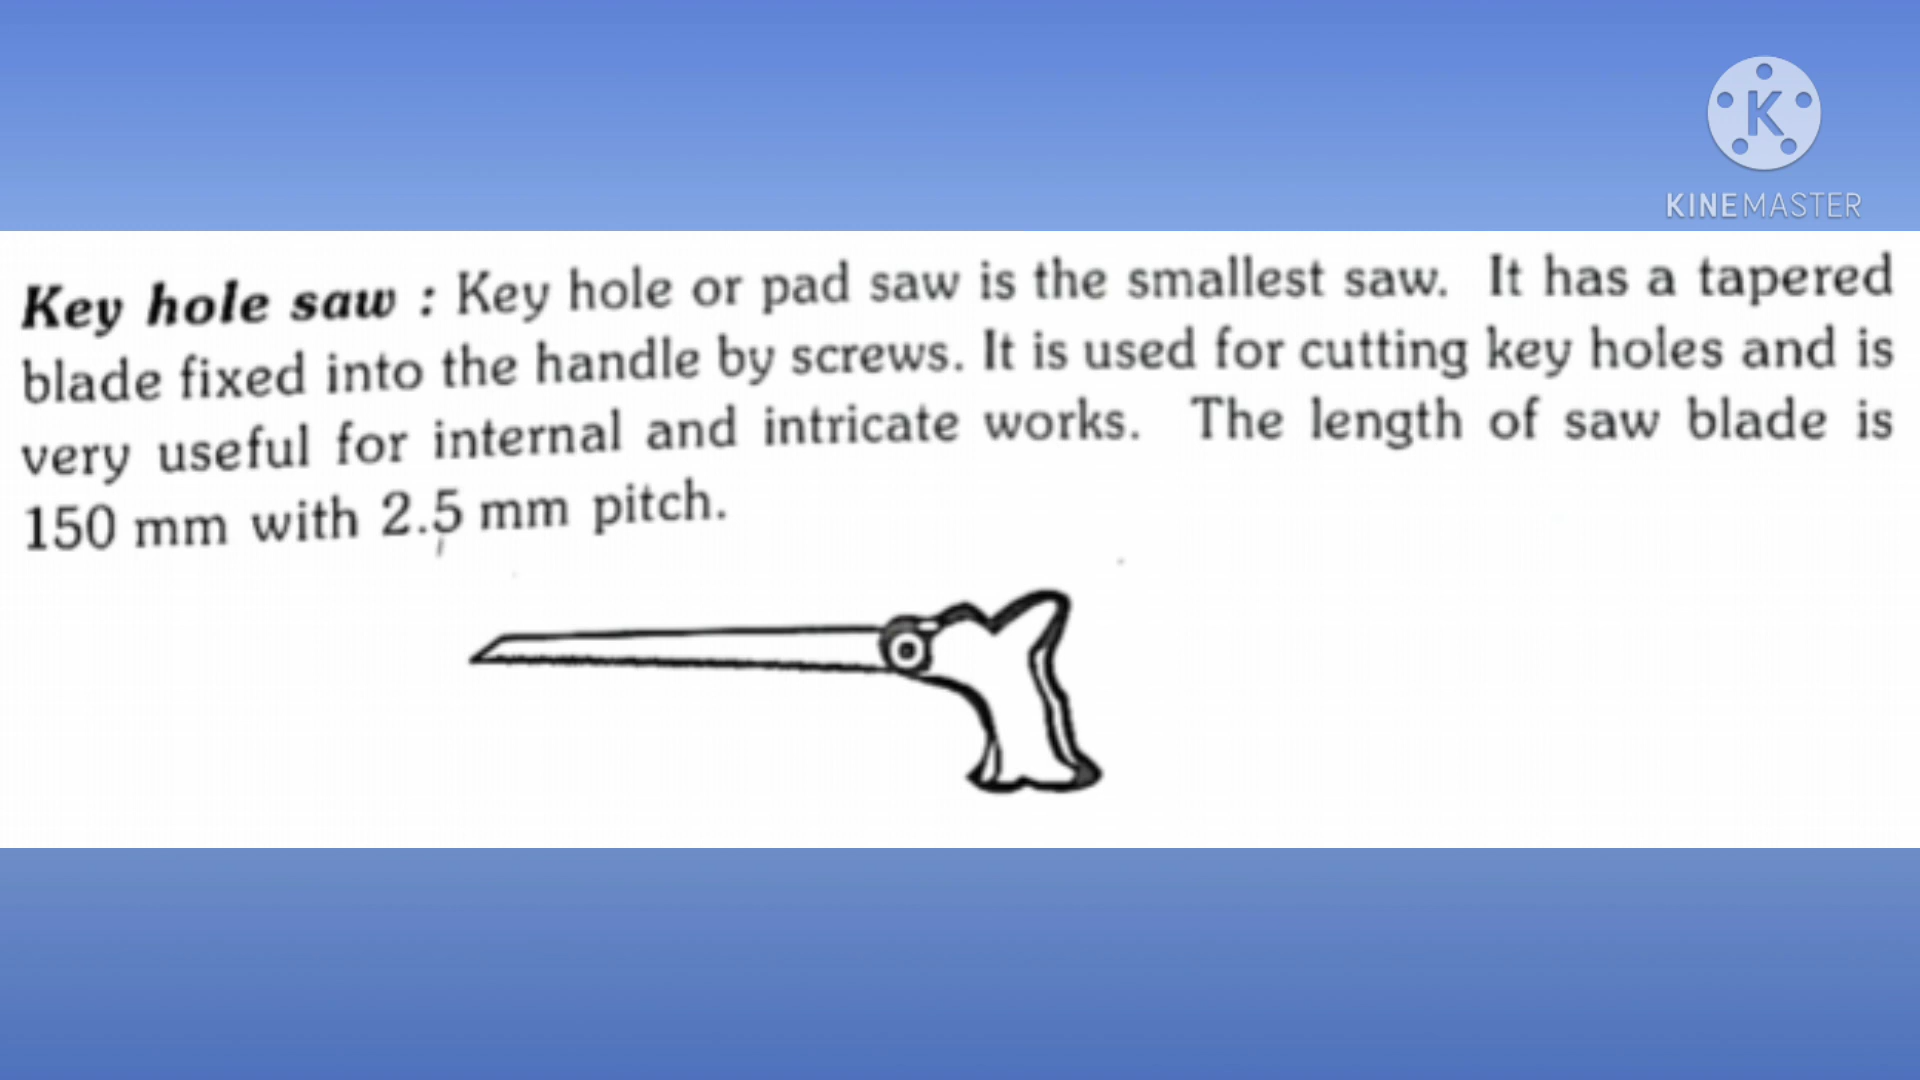 K
KINEMASTER
Key hole saw : Key hole or pad saw is the smallest saw. It has a tapered
blade fixed into the handle by screws. It is used for cutting key holes and is
very useful for internal and intricate works. The length of saw blade is
150 mm with 2.5 mm pitch.